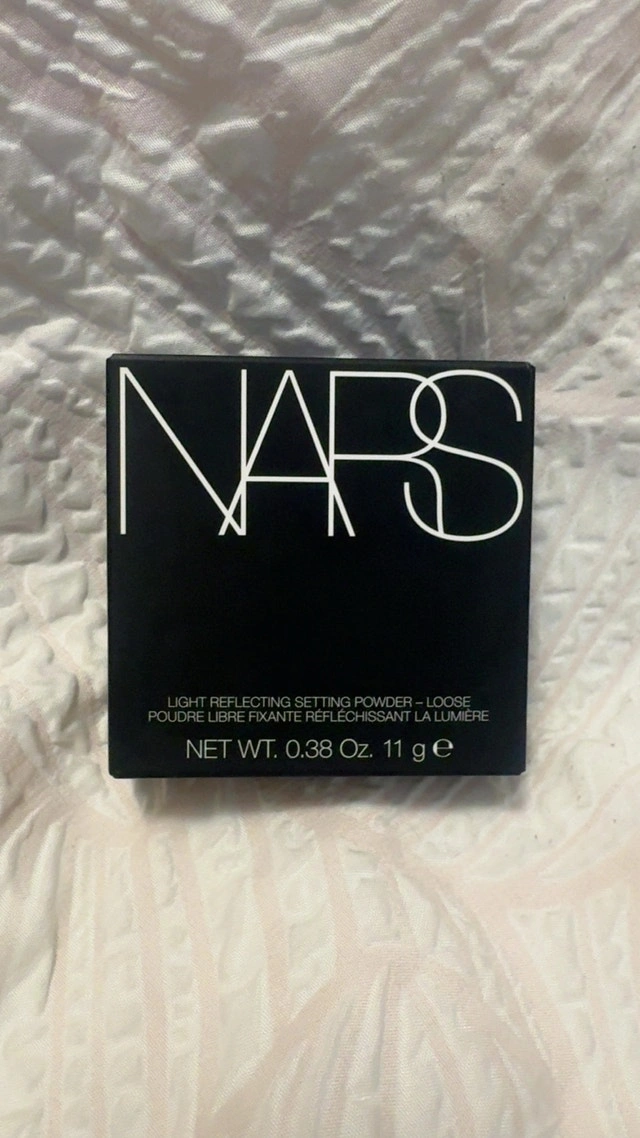 NARS
LIGHT REFLECTING SETTING POWDER – LOOSE
POUDRE LIBRE FIXANTE RÉFLÉCHISSANT LA LUMIÈRE
NET WT. 0.38 Oz. 11 g ℮